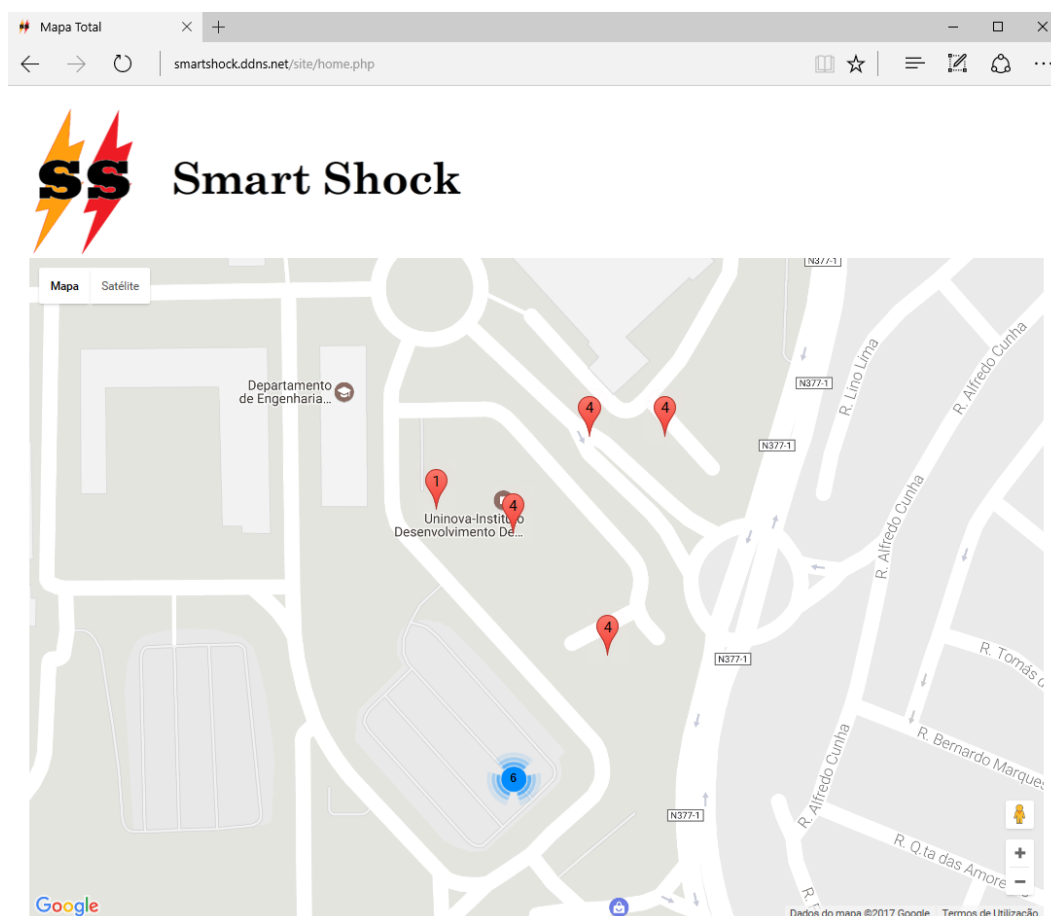 Mapa Total
smartshock.ddns.net/site/home.php
SS
Smart Shock
Mapa
Satélite
N377-1
R. Lino Lima
R. Alfredo Cunha
N377-1
Departamento
de Engenharia...
4
4
N377-1
1
4
Uninova-Instituto
Desenvolvimento De...
R. Alfredo Cunha
4
N377-1
R. Tomás
R. Bernardo Marques
R. Alfredo Cunha
6
N377-1
R. Q.ta das Amore
Google
Dados do mapa ©2017 Google
Termos de Utilização